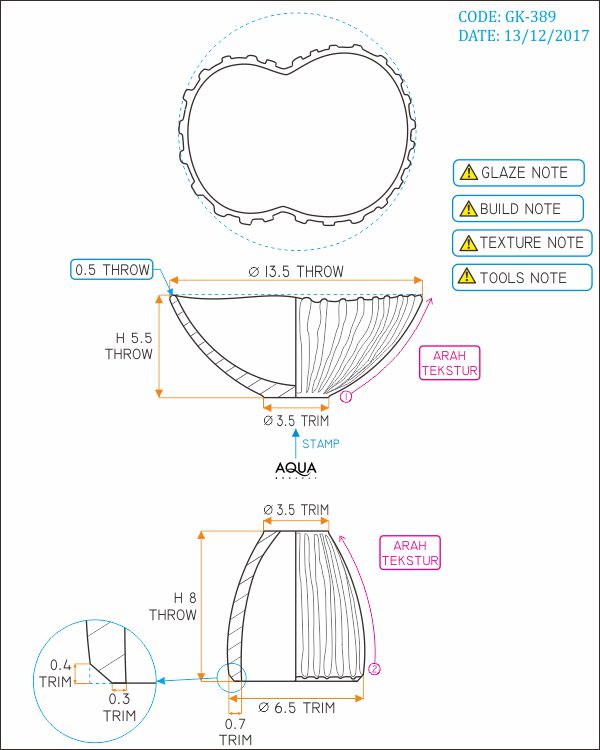 CODE: GK-389
DATE: 13/12/2017
GLAZE NOTE
BUILD NOTE
TEXTURE NOTE
TOOLS NOTE
0.5 THROW
Ø 13.5 THROW
H 5.5
THROW
ARAH
TEKSTUR
1
Ø 3.5 TRIM
STAMP
AQUA
Ø 3.5 TRIM
ARAH
TEKSTUR
H 8
THROW
2
0.4
TRIM
0.3
TRIM
0.7
TRIM
Ø 6.5 TRIM